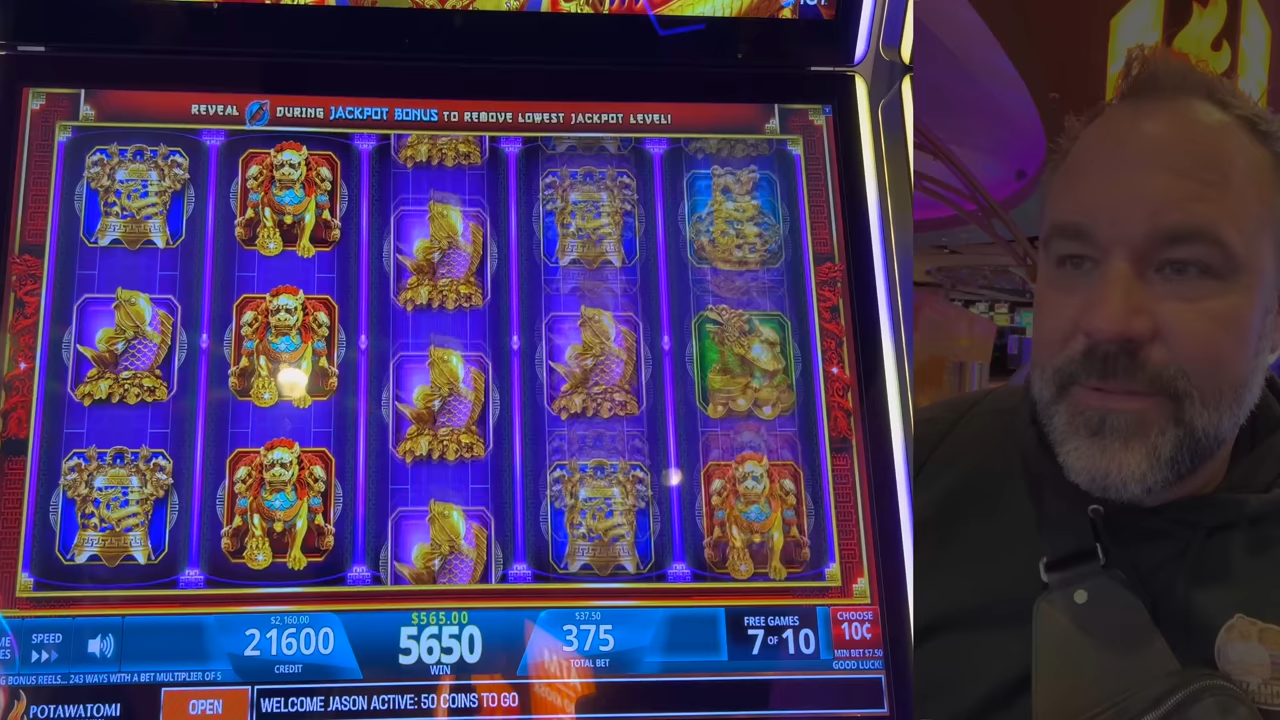 REVEAL DURING JACKPOT BONUS TO REMOVE LOWEST JACKPOT LEVEL!
SPEED
$2,160.00
21600
CREDIT
$565.00
5650
WIN
$37.50
375
TOTAL BET
FREE GAMES
7 OF 10
CHOOSE
10¢
MIN BET $7.50
GOOD LUCK!
BONUS REELS... 243 WAYS WITH A BET MULTIPLIER OF 5
POTAWATOMI
OPEN
WELCOME JASON ACTIVE: 50 COINS TO GO